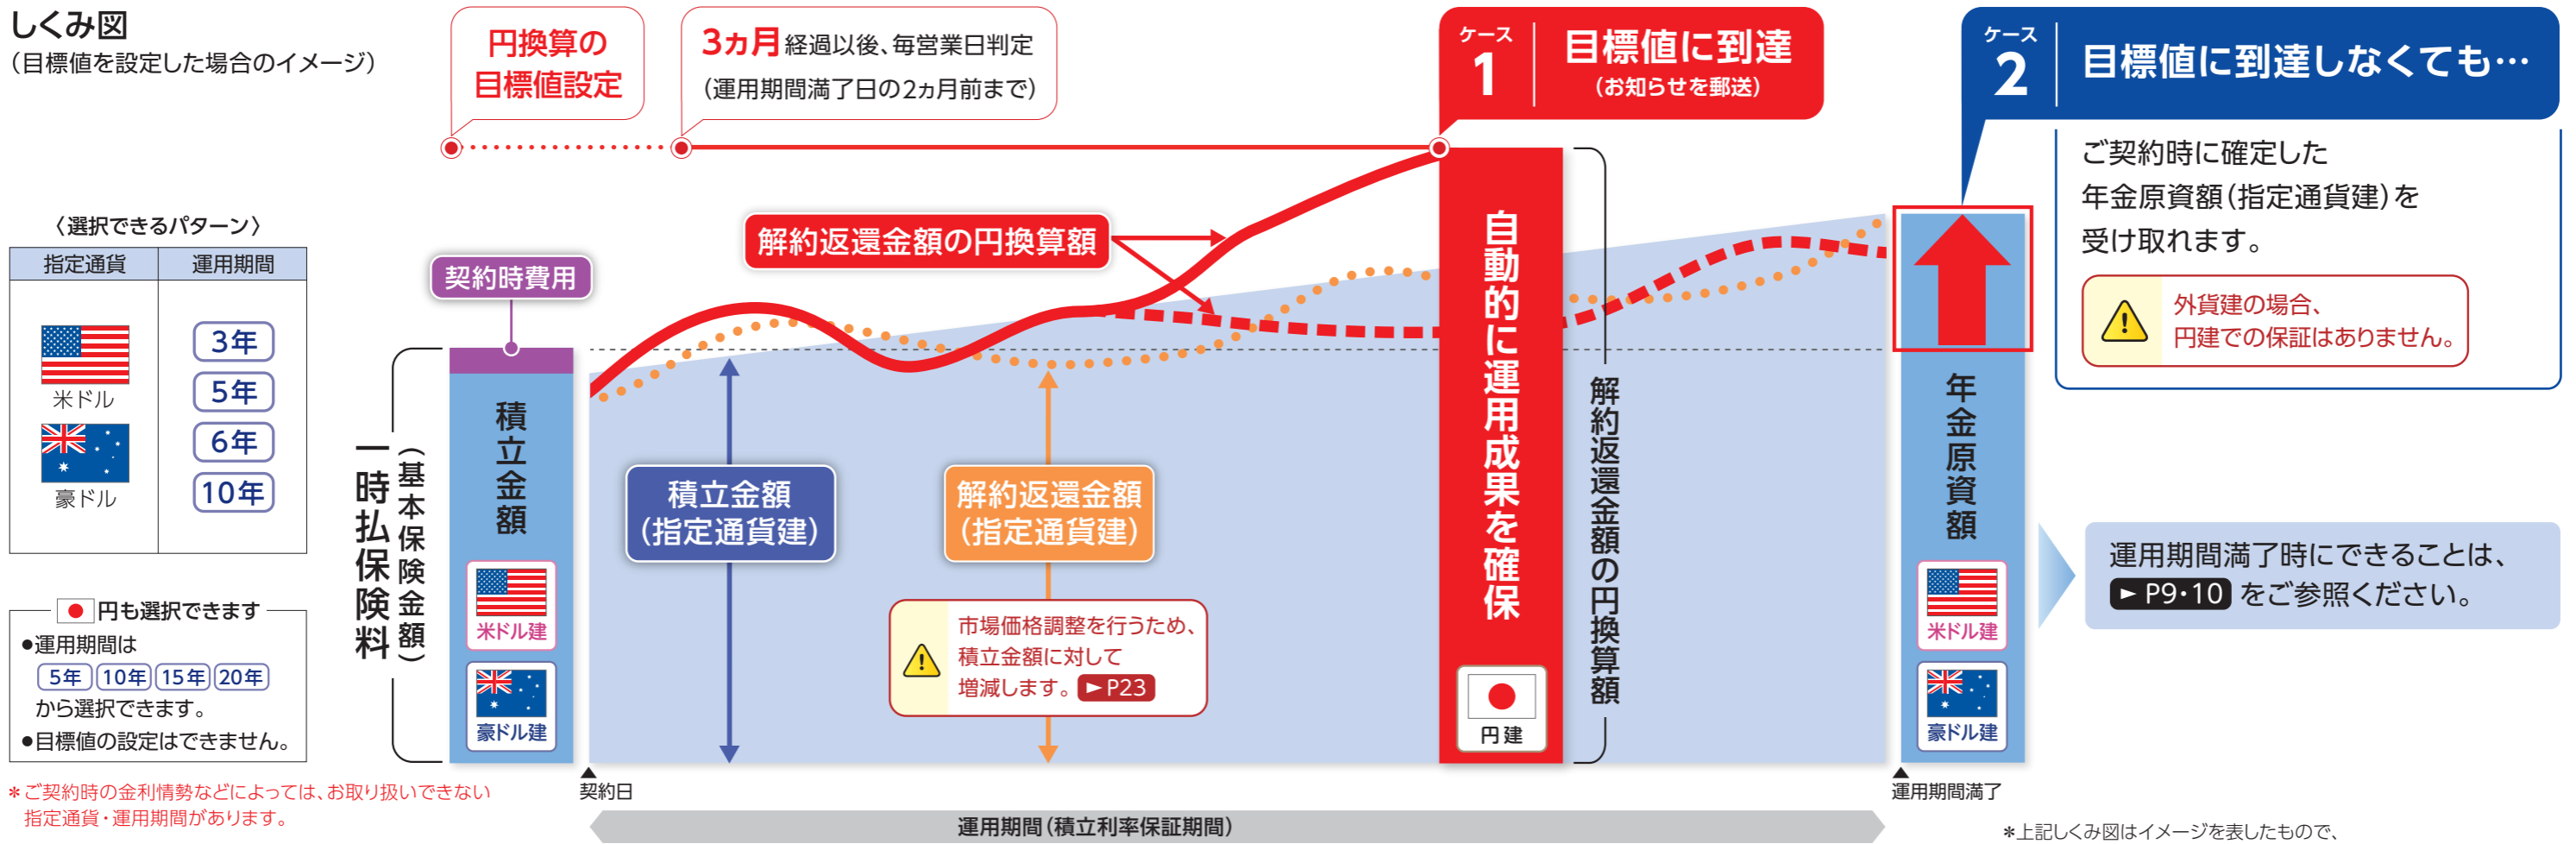 しくみ図
（目標値を設定した場合のイメージ）
円換算の
目標値設定
3ヵ月経過以後、毎営業日判定
（運用期間満了日の2ヵ月前まで）
ケース
1
目標値に到達
（お知らせを郵送）
ケース
2
目標値に到達しなくても…
ご契約時に確定した
年金原資額（指定通貨建）を
受け取れます。
外貨建の場合、
円建での保証はありません。
〈選択できるパターン〉
指定通貨 運用期間
米ドル
豪ドル
3年
5年
6年
10年
円も選択できます
●運用期間は
5年 10年 15年 20年
から選択できます。
●目標値の設定はできません。
＊ご契約時の金利情勢などによっては、お取り扱いできない
指定通貨・運用期間があります。
一時払保険料
（基本保険金額）
契約時費用
積立金額
米ドル建
豪ドル建
解約返還金額の円換算額
積立金額
（指定通貨建）
解約返還金額
（指定通貨建）
市場価格調整を行うため、
積立金額に対して
増減します。►P23
自動的に運用成果を確保
円建
解約返還金額の円換算額
年金原資額
米ドル建
豪ドル建
運用期間満了時にできることは、
►P9・10 をご参照ください。
▲
契約日
▲
運用期間満了
運用期間（積立利率保証期間）
＊上記しくみ図はイメージを表したもので、